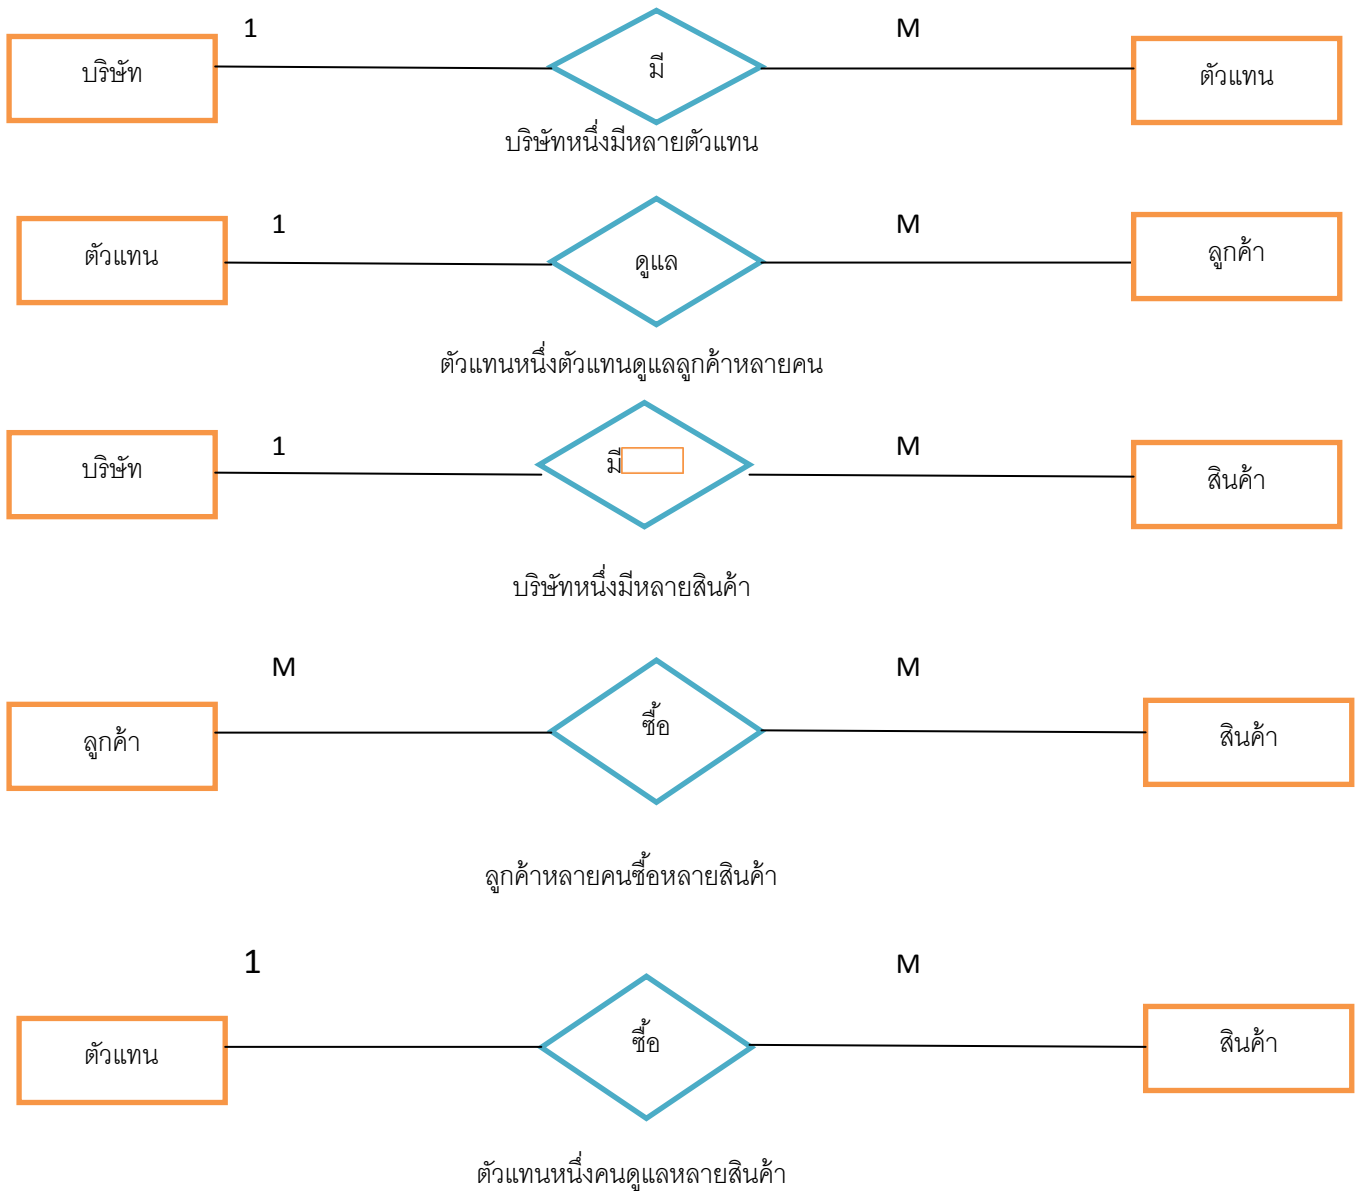 1 M
บริษัท มี ตัวแทน
บริษัทหนึ่งมีหลายตัวแทน
1 M
ตัวแทน ดูแล ลูกค้า
ตัวแทนหนึ่งตัวแทนดูแลลูกค้าหลายคน
1 M
บริษัท มี สินค้า
บริษัทหนึ่งมีหลายสินค้า
M M
ลูกค้า ซื้อ สินค้า
ลูกค้าหลายคนซื้อหลายสินค้า
1 M
ตัวแทน ซื้อ สินค้า
ตัวแทนหนึ่งคนดูแลหลายสินค้า